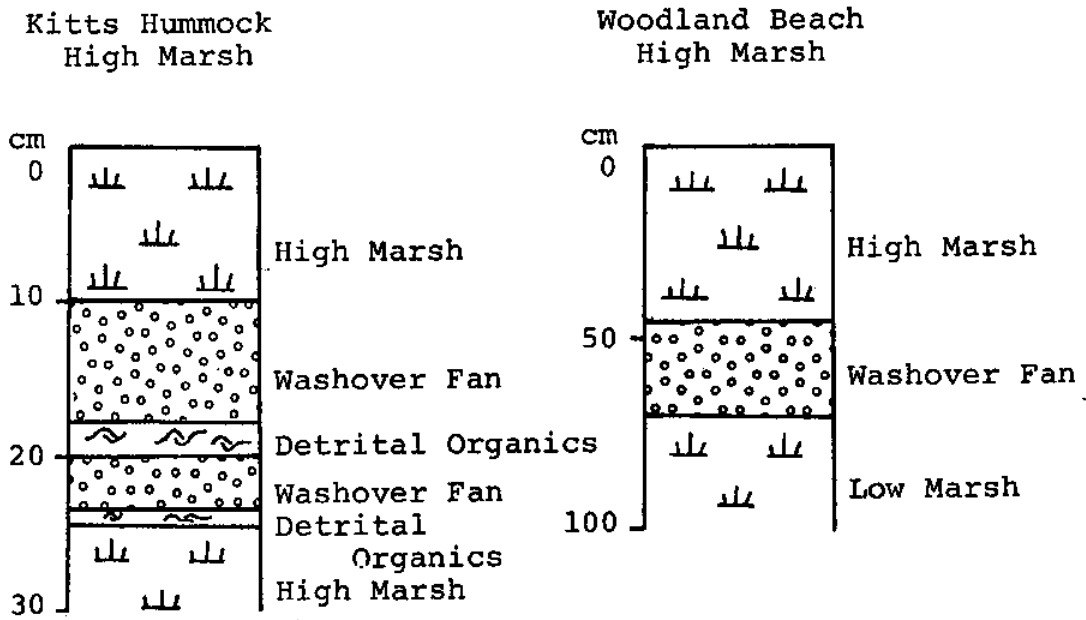 Kitts Hummock
High Marsh
cm
0
High Marsh
10
Washover Fan
Detrital Organics
20
Washover Fan
Detrital
Organics
High Marsh
30
Woodland Beach
High Marsh
cm
0
High Marsh
50
Washover Fan
Low Marsh
100